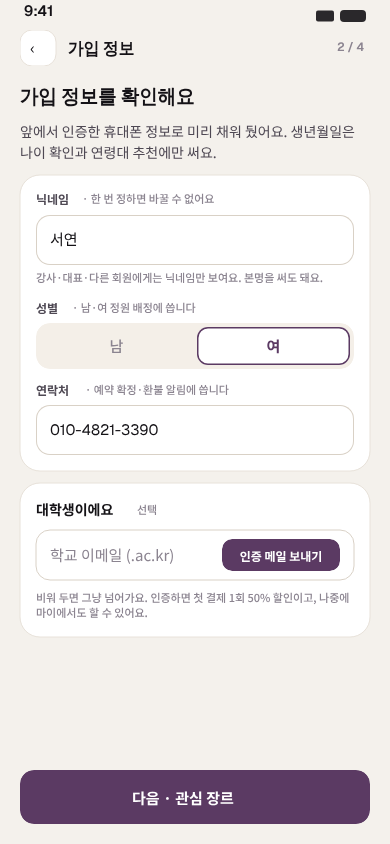 9:41
‹ 가입 정보 2 / 4
가입 정보를 확인해요
앞에서 인증한 휴대폰 정보로 미리 채워 뒀어요. 생년월일은
나이 확인과 연령대 추천에만 써요.
닉네임 · 한 번 정하면 바꿀 수 없어요
서연
강사·대표·다른 회원에게는 닉네임만 보여요. 본명을 써도 돼요.
성별 · 남·여 정원 배정에 씁니다
남 여
연락처 · 예약 확정·환불 알림에 씁니다
010-4821-3390
대학생이에요 선택
학교 이메일 (.ac.kr) 인증 메일 보내기
비워 두면 그냥 넘어가요. 인증하면 첫 결제 1회 50% 할인이고, 나중에
마이에서도 할 수 있어요.
다음 · 관심 장르